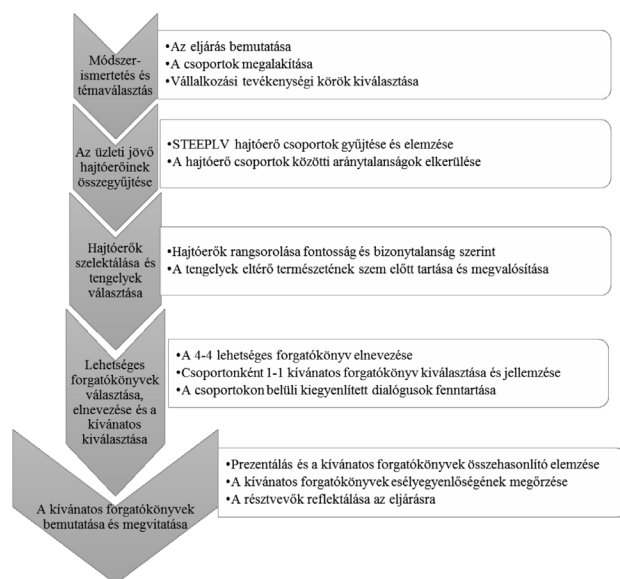 Módszer-
ismertetés és
témaválasztás
•Az eljárás bemutatása
•A csoportok megalakítása
•Vállalkozási tevékenységi körök kiválasztása
Az üzleti jövő
hajtóerőinek
összegyűjtése
•STEEPLV hajtóerő csoportok gyűjtése és elemzése
•A hajtóerő csoportok közötti aránytalanságok elkerülése
Hajtóerők
szelektálása és
tengelyek
választása
•Hajtóerők rangsorolása fontosság és bizonytalanság szerint
•A tengelyek eltérő természetének szem előtt tartása és megvalósítása
Lehetséges
forgatókönyvek
választása,
elnevezése és a
kívánatos
kiválasztása
•A 4-4 lehetséges forgatókönyv elnevezése
•Csoportonként 1-1 kívánatos forgatókönyv kiválasztása és jellemzése
•A csoportokon belüli kiegyenlített dialógusok fenntartása
A kívánatos forgatókönyvek
bemutatása és megvitatása
•Prezentálás és a kívánatos forgatókönyvek összehasonlító elemzése
•A kívánatos forgatókönyvek esélyegyenlőségének megőrzése
•A résztvevők reflektálása az eljárásra